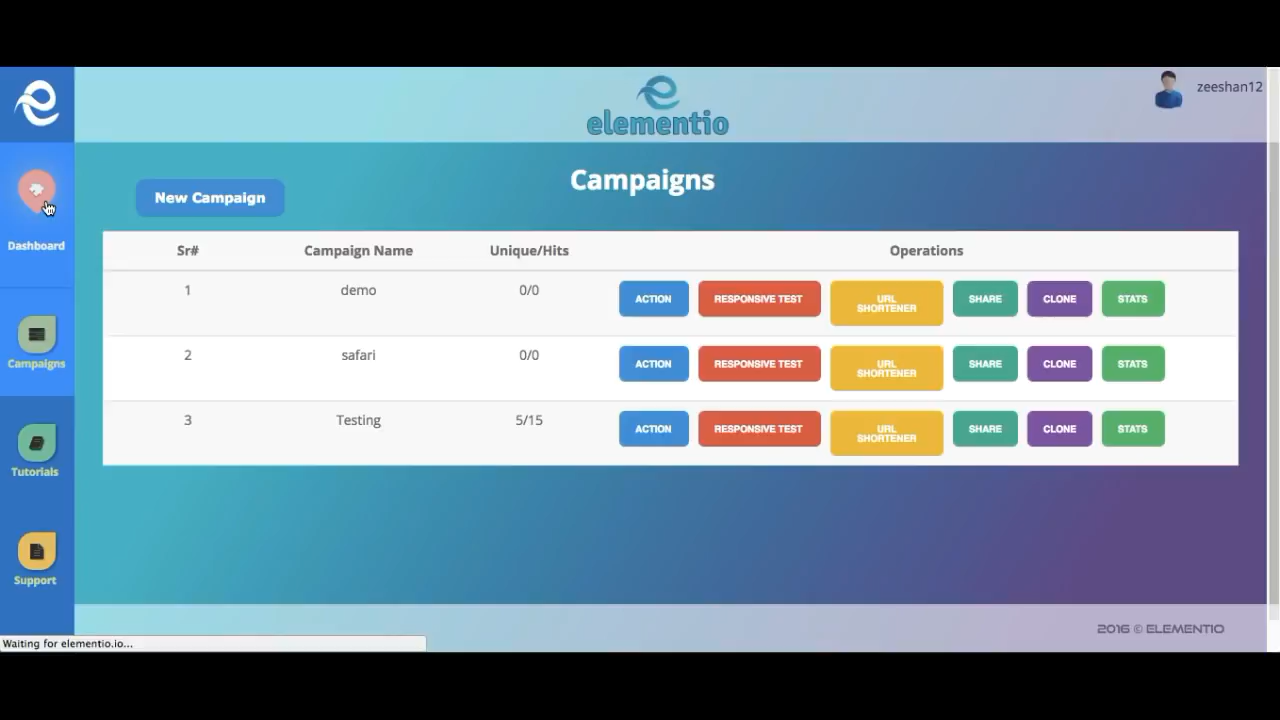 elementio
zeeshan12
Dashboard
Campaigns
Tutorials
Support
New Campaign
Campaigns
Sr# Campaign Name Unique/Hits Operations
1 demo 0/0 ACTION RESPONSIVE TEST URL SHORTENER SHARE CLONE STATS
2 safari 0/0 ACTION RESPONSIVE TEST URL SHORTENER SHARE CLONE STATS
3 Testing 5/15 ACTION RESPONSIVE TEST URL SHORTENER SHARE CLONE STATS
2016 © ELEMENTIO
Waiting for elementio.io...